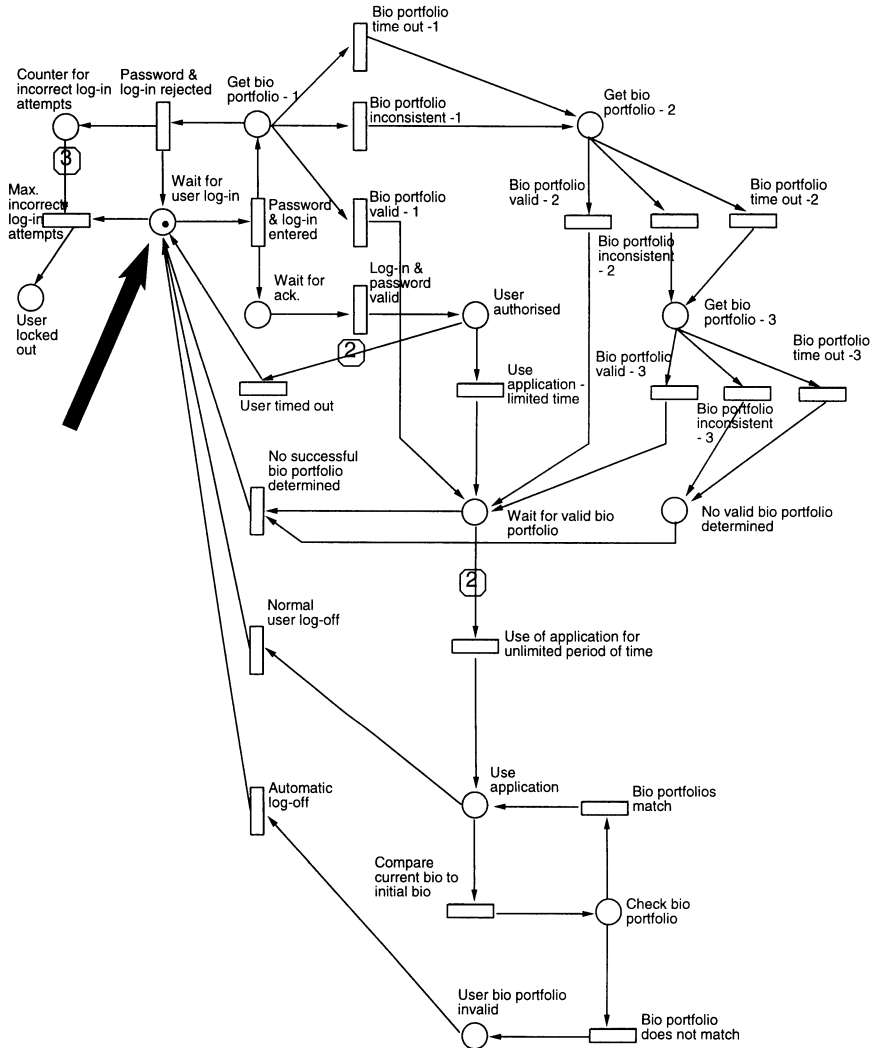 Bio portfolio
time out -1
Counter for
incorrect log-in
attempts
Password &
log-in rejected
Get bio
portfolio - 1
Bio portfolio
inconsistent -1
Get bio
portfolio - 2
3
Max.
incorrect
log-in
attempts
Wait for
user log-in
Password
& log-in
entered
Bio portfolio
valid - 1
Bio portfolio
valid - 2
Bio portfolio
time out -2
Bio portfolio
inconsistent
- 2
User
locked
out
Wait for
ack.
Log-in &
password
valid
User
authorised
Get bio
portfolio - 3
2
User timed out
Use
application -
limited time
Bio portfolio
valid - 3
Bio portfolio
time out -3
Bio portfolio
inconsistent
- 3
No successful
bio portfolio
determined
Wait for valid bio
portfolio
No valid bio portfolio
determined
2
Normal
user log-off
Use of application for
unlimited period of time
Automatic
log-off
Use
application
Bio portfolios
match
Compare
current bio to
initial bio
Check bio
portfolio
User bio portfolio
invalid
Bio portfolio
does not match